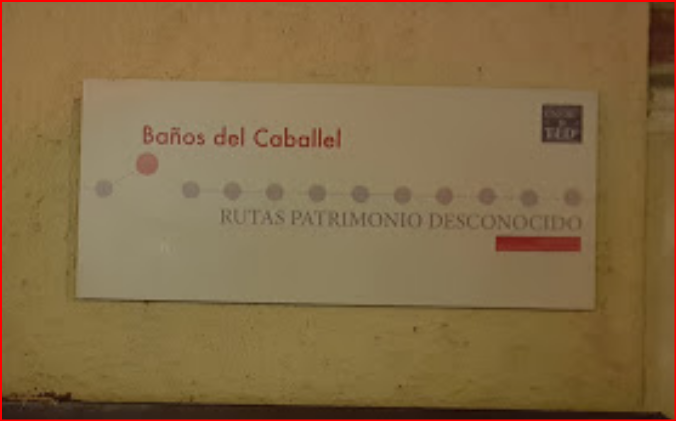 Baños del Caballel
RUTAS PATRIMONIO DESCONOCIDO